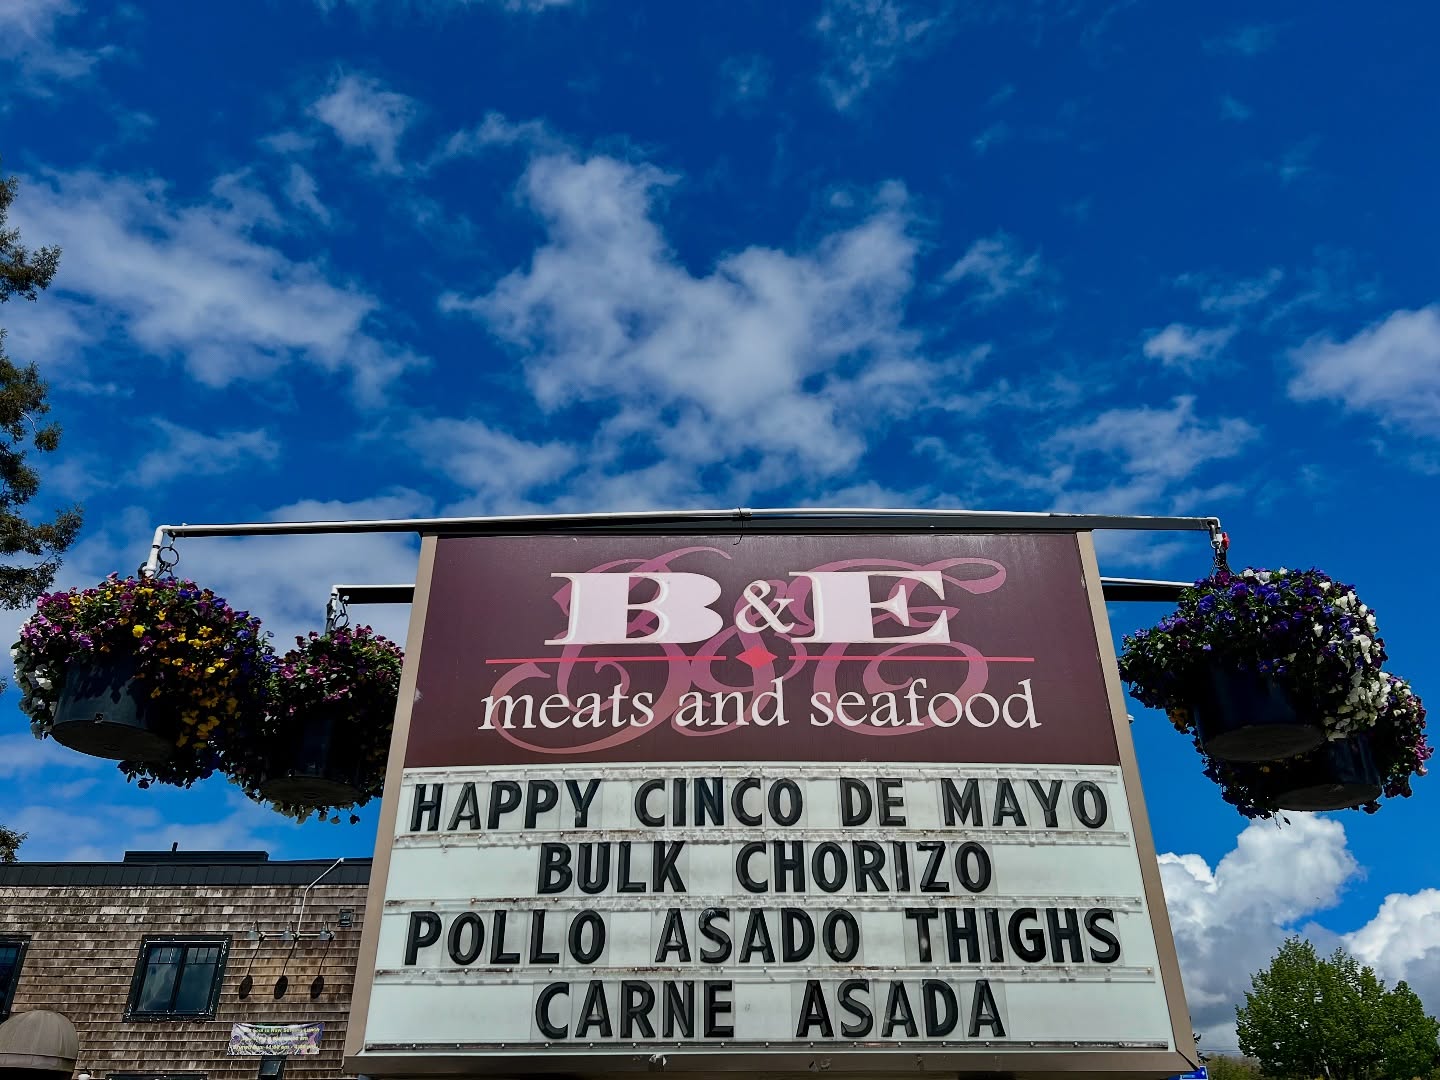 B&E
meats and seafood
HAPPY CINCO DE MAYO
BULK CHORIZO
POLLO ASADO THIGHS
CARNE ASADA